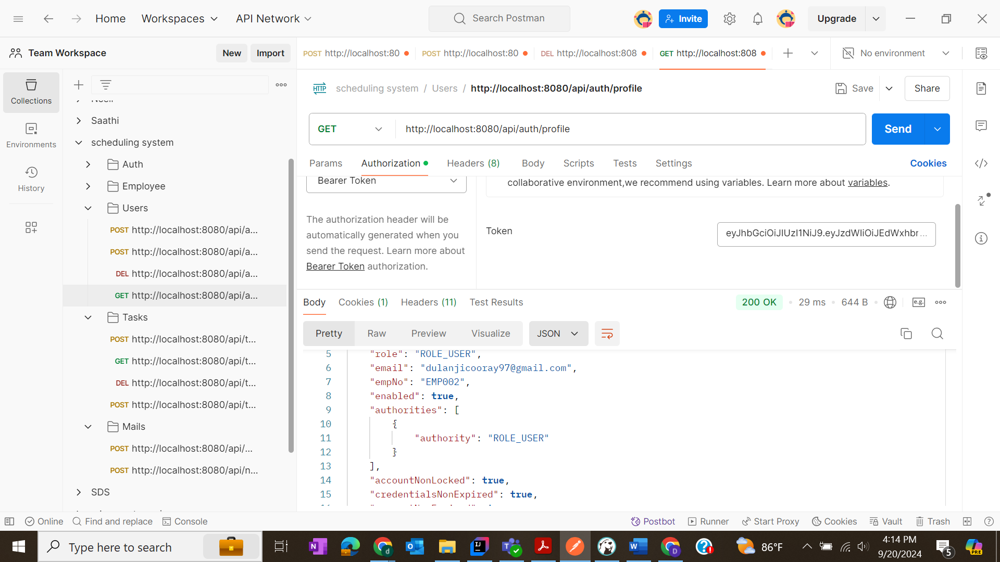 Home
Workspaces
API Network
Search Postman
Invite
Upgrade
Team Workspace
New
Import
POST http://localhost:80
POST http://localhost:80
DEL http://localhost:808
GET http://localhost:808
No environment
Collections
Environments
History
Saathi
scheduling system
Auth
Employee
Users
POST http://localhost:8080/api/a...
POST http://localhost:8080/api/a...
DEL http://localhost:8080/api/a...
GET http://localhost:8080/api/a...
Tasks
POST http://localhost:8080/api/t...
GET http://localhost:8080/api/t...
DEL http://localhost:8080/api/t...
POST http://localhost:8080/api/t...
Mails
POST http://localhost:8080/api/...
POST http://localhost:8080/api/n...
SDS
HTTP
scheduling system / Users / http://localhost:8080/api/auth/profile
Save
Share
GET
http://localhost:8080/api/auth/profile
Send
Params
Authorization
Headers (8)
Body
Scripts
Tests
Settings
Cookies
Bearer Token
collaborative environment,we recommend using variables. Learn more about variables.
The authorization header will be
automatically generated when you
send the request. Learn more about
Bearer Token authorization.
Token
eyJhbGciOiJIUzI1NiJ9.eyJzdWIiOiJEdWxhbr...
Body
Cookies (1)
Headers (11)
Test Results
200 OK
29 ms
644 B
e.g.
Pretty
Raw
Preview
Visualize
JSON
5 "role": "ROLE_USER",
6 "email": "dulanjicooray97@gmail.com",
7 "empNo": "EMP002",
8 "enabled": true,
9 "authorities": [
10 {
11 "authority": "ROLE_USER"
12 }
13 ],
14 "accountNonLocked": true,
15 "credentialsNonExpired": true,
Online
Find and replace
Console
Postbot
Runner
Start Proxy
Cookies
Vault
Trash
Type here to search
86°F
4:14 PM
9/20/2024
5
PRE